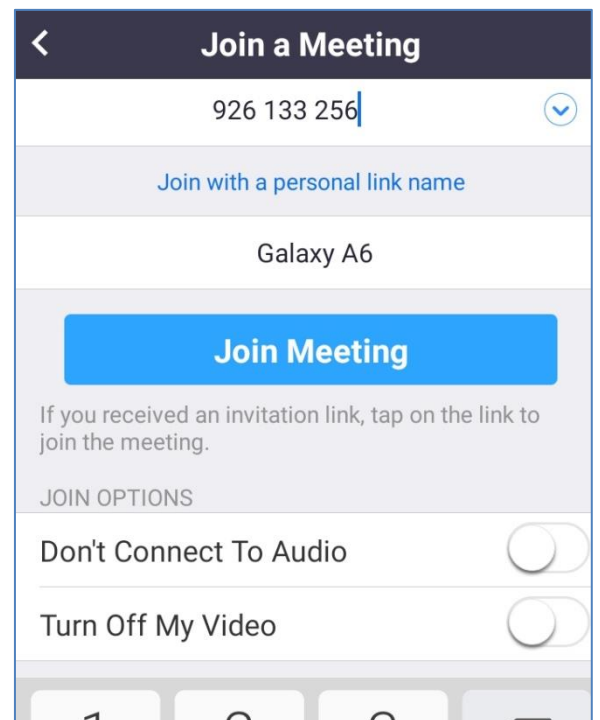 Join a Meeting
926 133 256
Join with a personal link name
Galaxy A6
Join Meeting
If you received an invitation link, tap on the link to
join the meeting.
JOIN OPTIONS
Don't Connect To Audio
Turn Off My Video